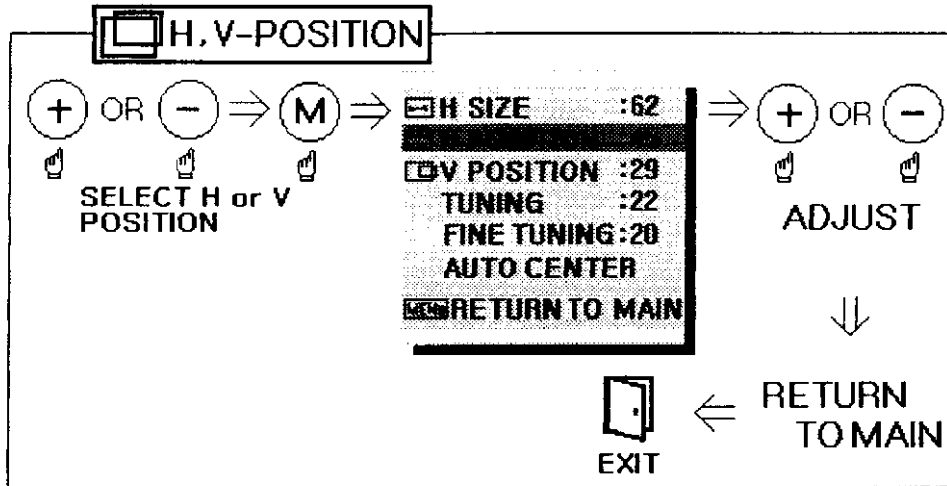 H, V-POSITION
+ OR - ⇒ M ⇒
SELECT H or V
POSITION
H SIZE :62
V POSITION :29
TUNING :22
FINE TUNING :20
AUTO CENTER
MENU RETURN TO MAIN
⇒ + OR -
ADJUST
RETURN
TO MAIN
EXIT